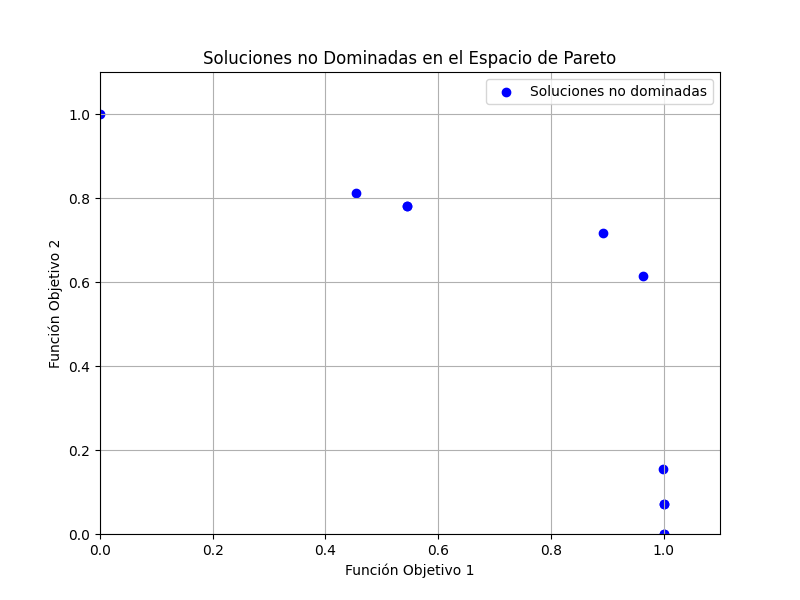 Soluciones no Dominadas en el Espacio de Pareto
Soluciones no dominadas
Función Objetivo 2
1.0
0.8
0.6
0.4
0.2
0.0
0.0 0.2 0.4 0.6 0.8 1.0
Función Objetivo 1